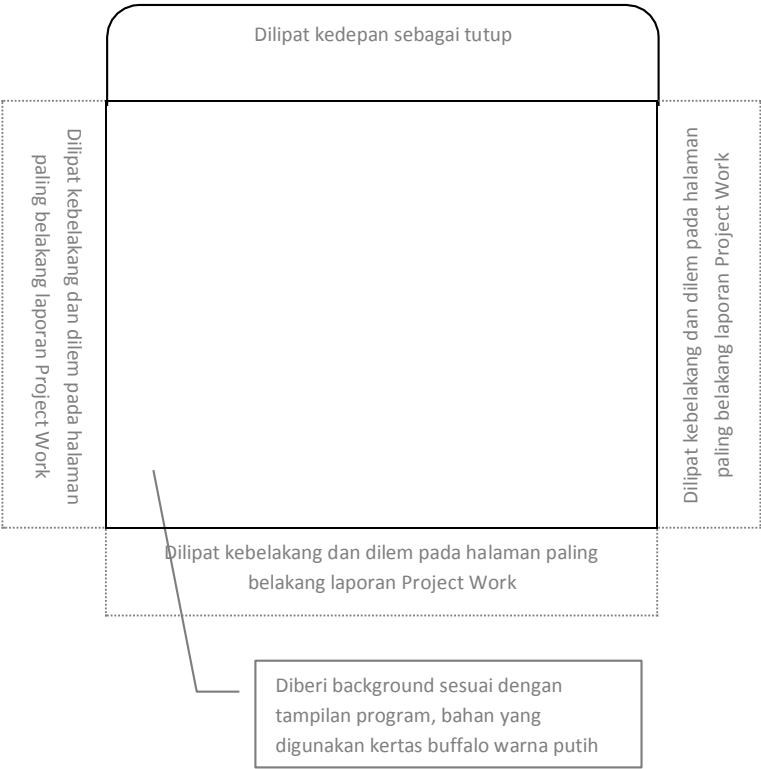 Dilipat kedepan sebagai tutup
Dilipat kebelakang dan dilem pada halaman
paling belakang laporan Project Work
Dilipat kebelakang dan dilem pada halaman
paling belakang laporan Project Work
Dilipat kebelakang dan dilem pada halaman paling
belakang laporan Project Work
Diberi background sesuai dengan
tampilan program, bahan yang
digunakan kertas buffalo warna putih